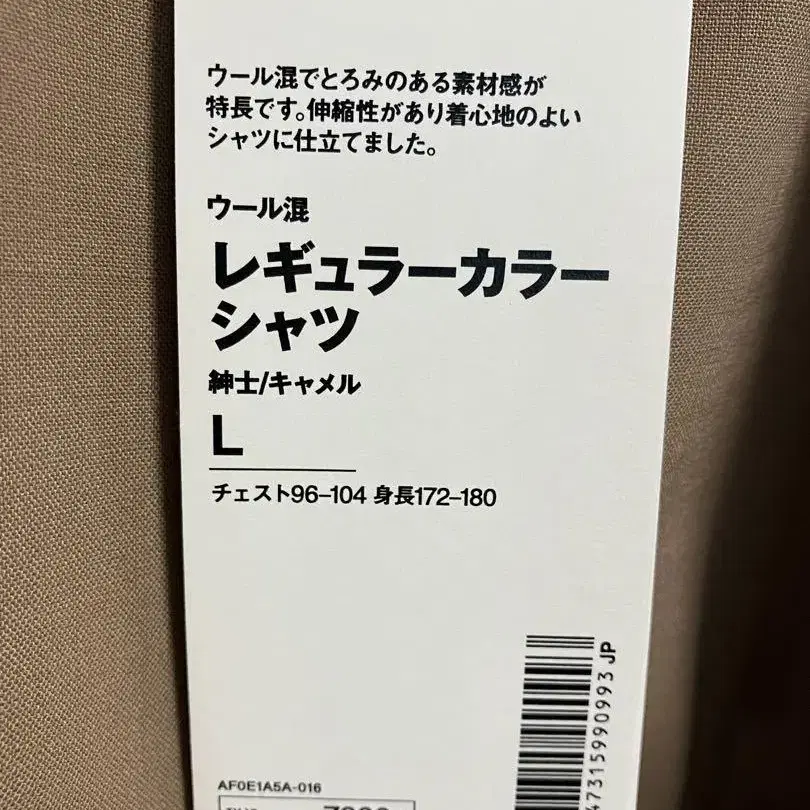 ウール混でとろみのある素材感が
特長です。伸縮性があり着心地のよい
シャツに仕立てました。
ウール混
レギュラーカラー
シャツ
紳士/キャメル
L
チェスト96–104 身長172–180
7315990993 JP
AF0E1A5A-016